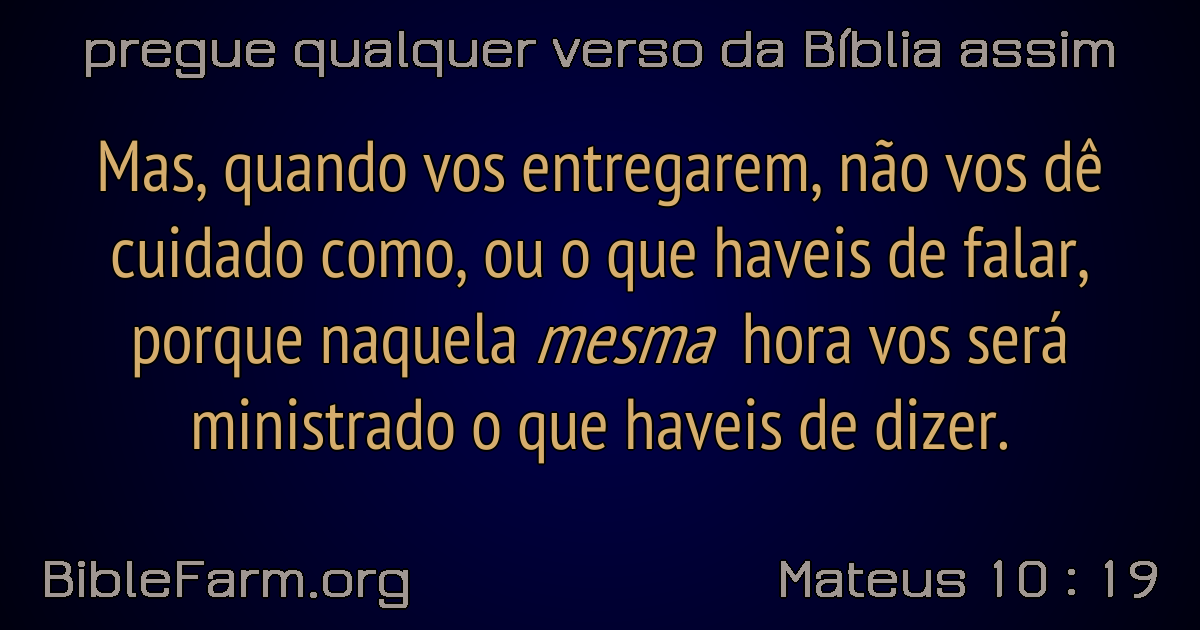 pregue qualquer verso da Bíblia assim
Mas, quando vos entregarem, não vos dê
cuidado como, ou o que haveis de falar,
porque naquela mesma hora vos será
ministrado o que haveis de dizer.
BibleFarm.org
Mateus 10 : 19